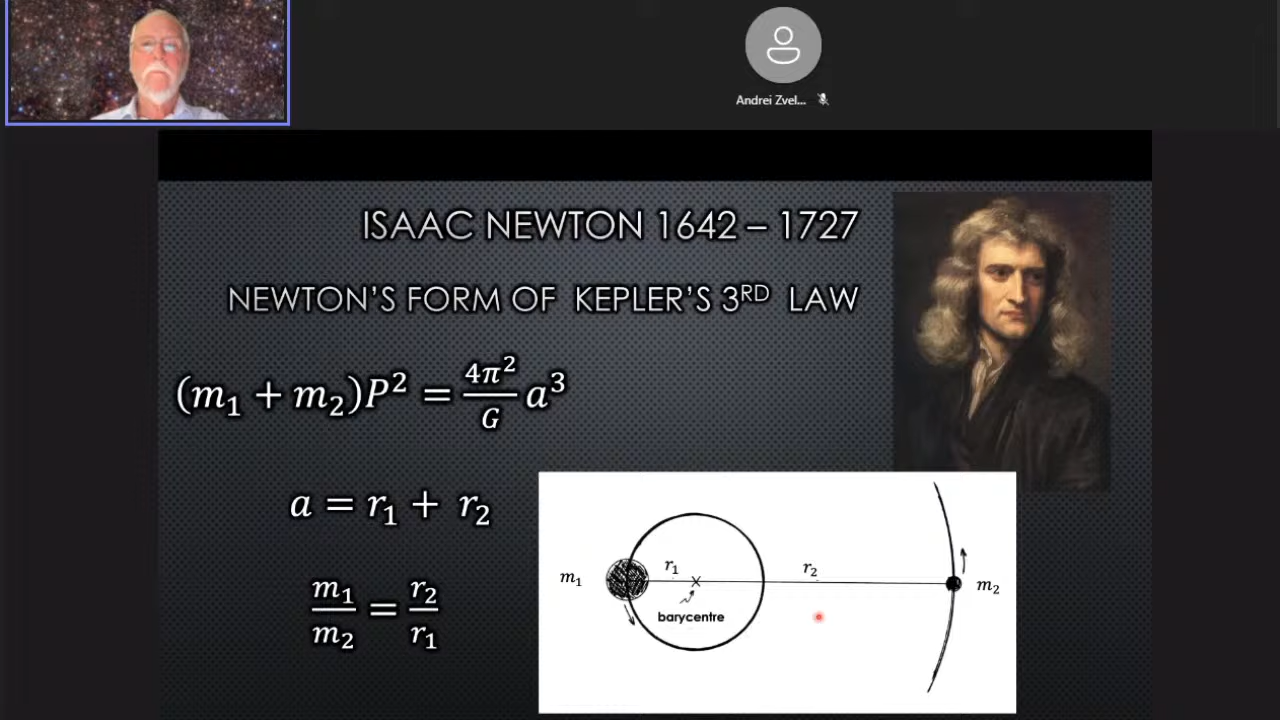 Andrei Zvel...
ISAAC NEWTON 1642 – 1727
NEWTON'S FORM OF KEPLER'S 3RD LAW
(m₁ + m₂)P² = 4π²/G a³
a = r₁ + r₂
m₁/m₂ = r₂/r₁
m₁ r₁ r₂ m₂
barycentre